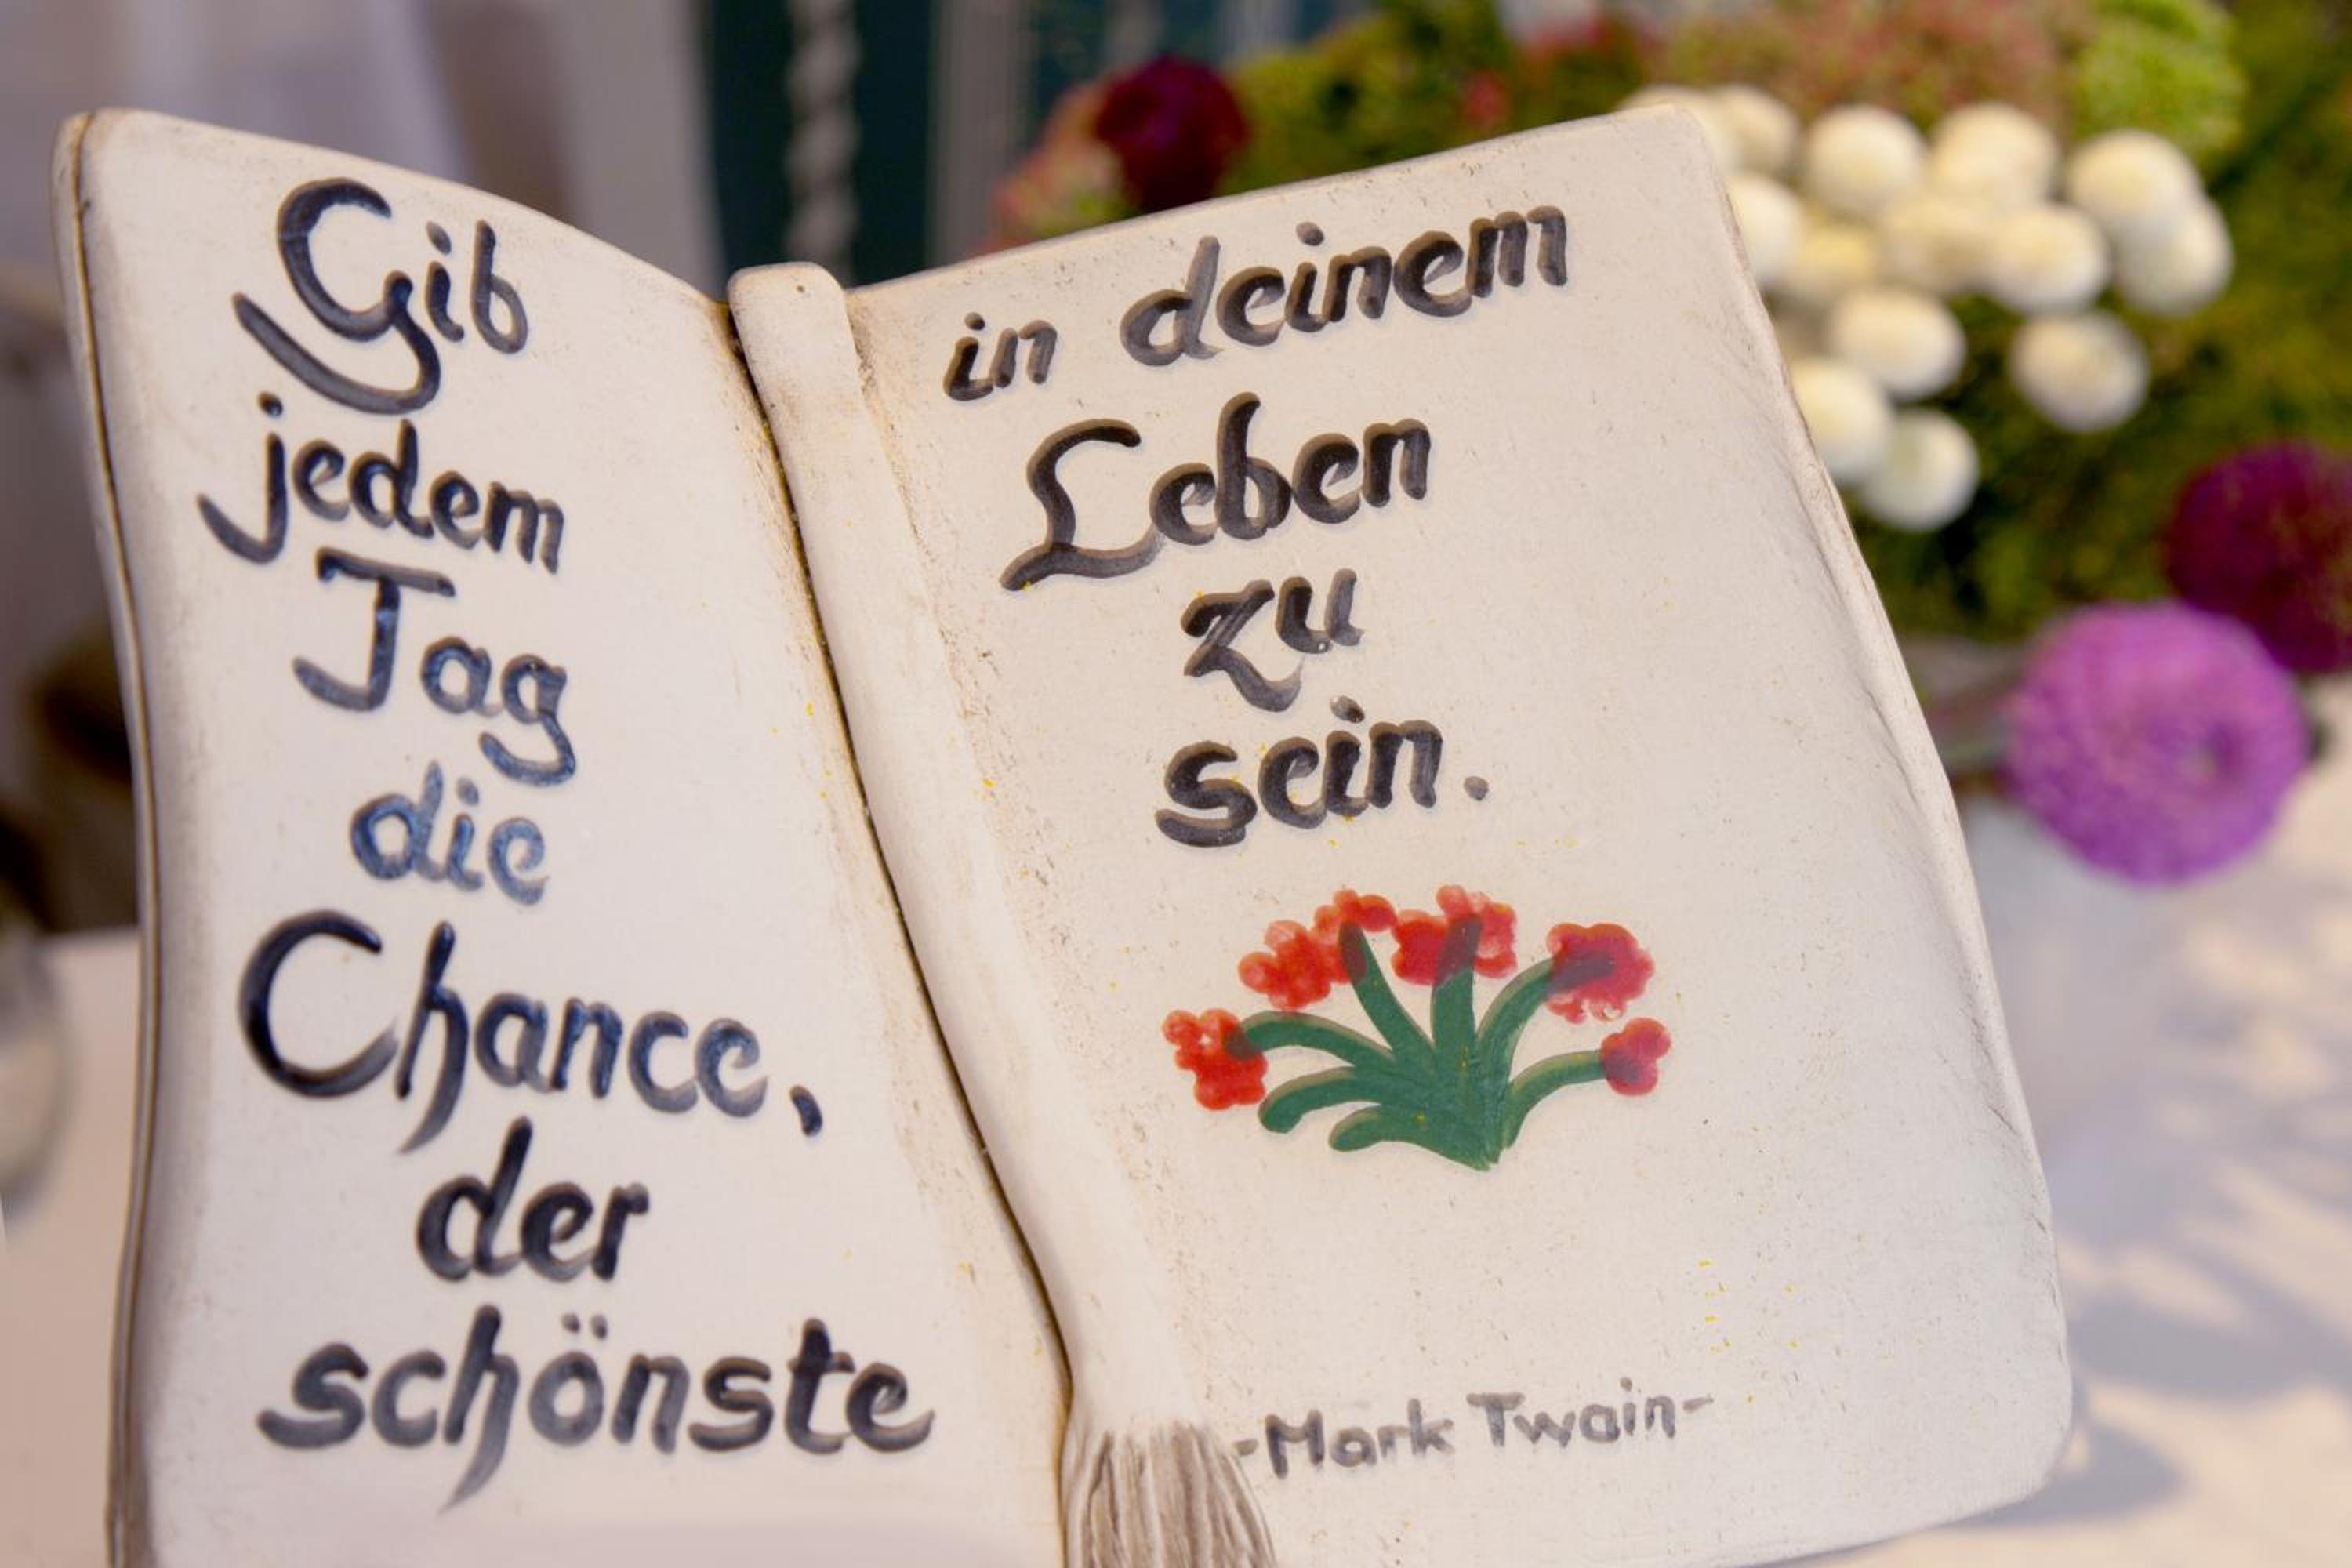 Gib
jedem
Tag
die
Chance,
der
schönste
in deinem
Leben
zu
sein.
-Mark Twain-